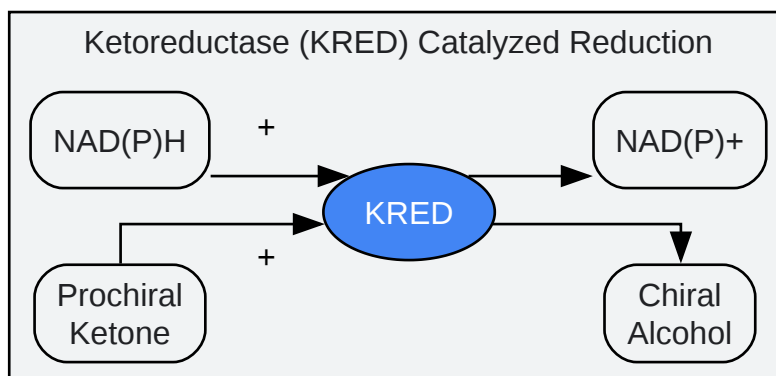 Ketoreductase (KRED) Catalyzed Reduction
NAD(P)H
+
NAD(P)+
KRED
+
Prochiral
Ketone
Chiral
Alcohol